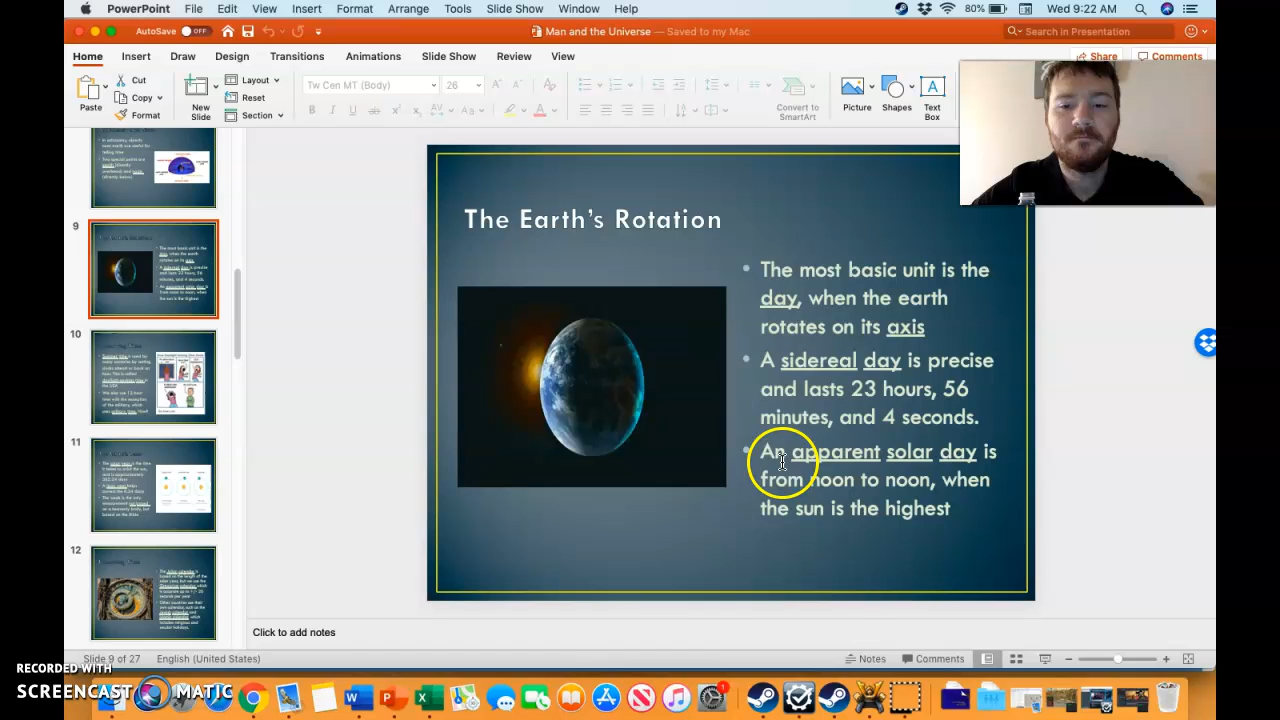 PowerPoint File Edit View Insert Format Arrange Tools Slide Show Window Help 80% Wed 9:22 AM
AutoSave OFF Man and the Universe — Saved to my Mac Search in Presentation
Home Insert Draw Design Transitions Animations Slide Show Review View Share Comments
Paste Cut Copy Format New Slide Layout Reset Section Tw Cen MT (Body) 26 Convert to SmartArt Picture Shapes Text Box
9
10
11
12
The Earth's Rotation
• The most basic unit is the
day, when the earth
rotates on its axis
• A sidireal day is precise
and lasts 23 hours, 56
minutes, and 4 seconds.
• An apparent solar day is
from noon to noon, when
the sun is the highest
Click to add notes
Slide 9 of 27 English (United States) Notes Comments
RECORDED WITH
SCREENCAST MATIC